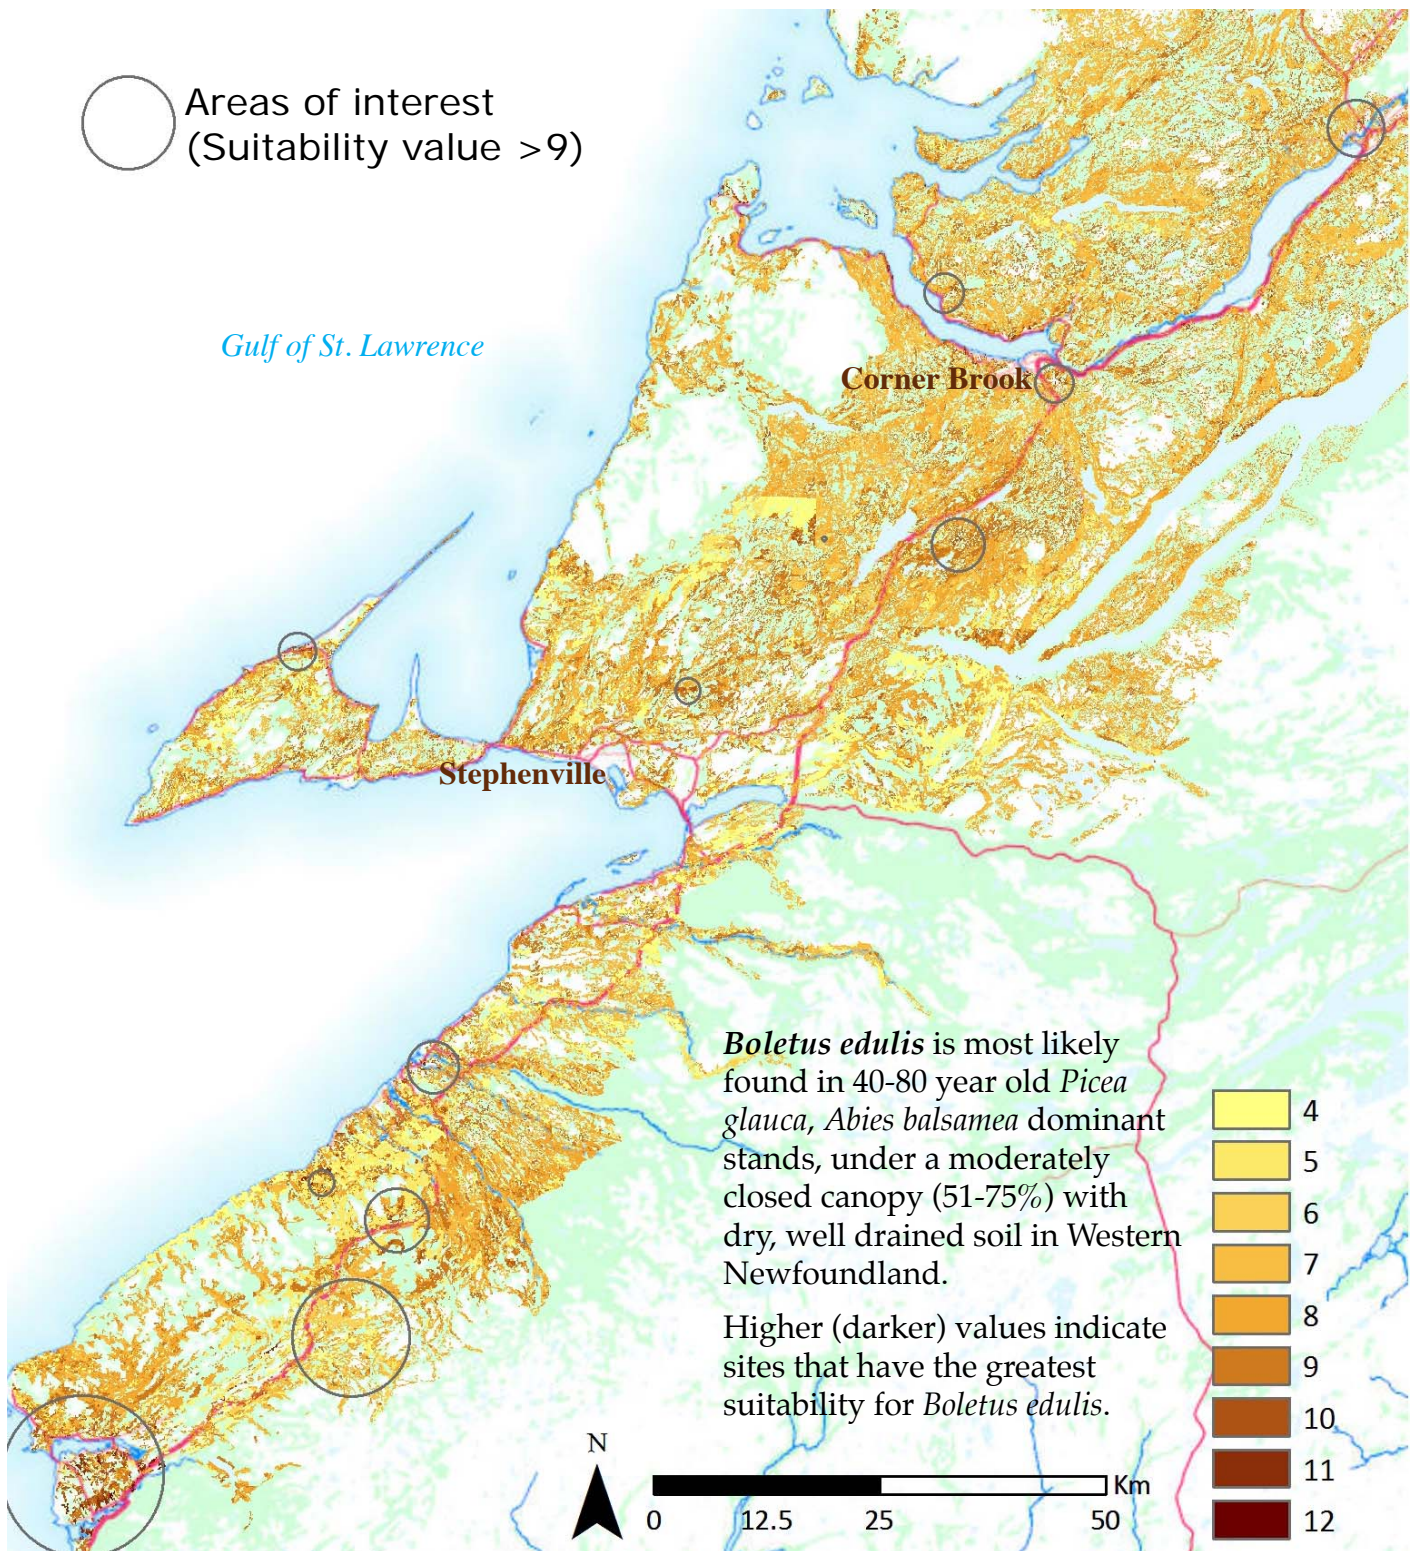 Areas of interest
(Suitability value >9)
Gulf of St. Lawrence
Corner Brook
Stephenville
Boletus edulis is most likely
found in 40-80 year old Picea
glauca, Abies balsamea dominant
stands, under a moderately
closed canopy (51-75%) with
dry, well drained soil in Western
Newfoundland.
Higher (darker) values indicate
sites that have the greatest
suitability for Boletus edulis.
4
5
6
7
8
9
10
11
12
N
Km
0 12.5 25 50